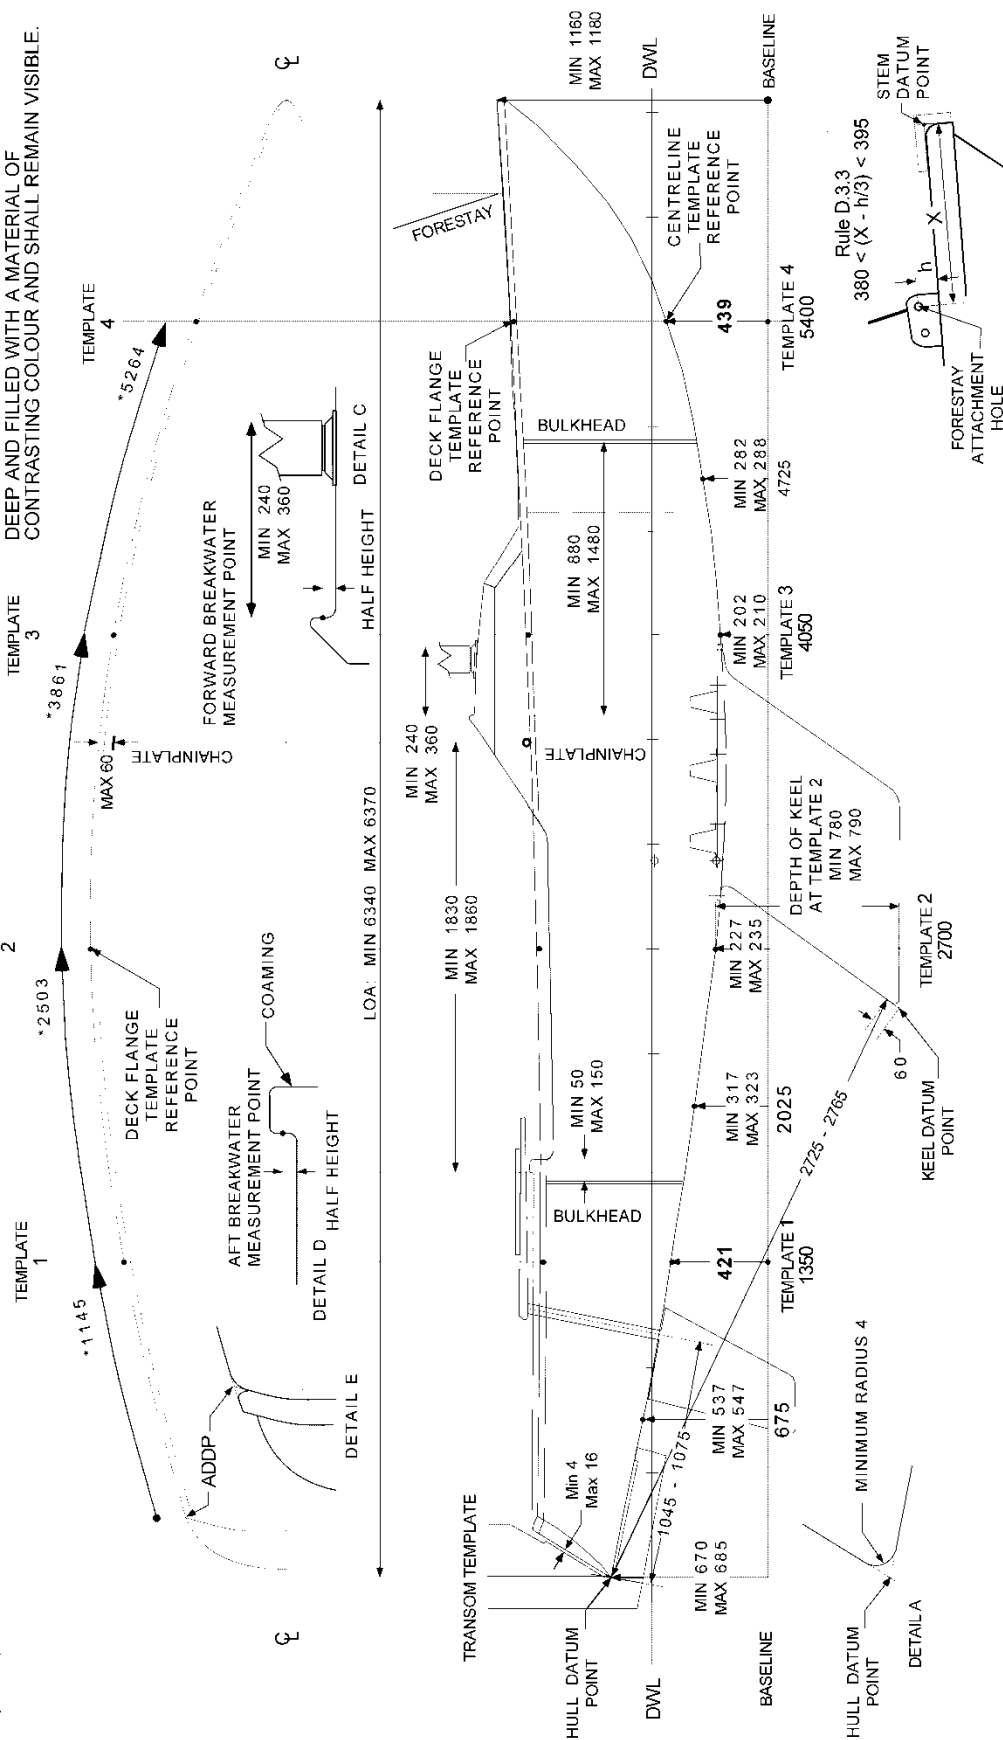 DEEP AND FILLED WITH A MATERIAL OF
CONTRASTING COLOUR AND SHALL REMAIN VISIBLE.
TEMPLATE
1
2
TEMPLATE
3
TEMPLATE
4
*1145
*2503
*3861
*5264
MAX 60
CHAINPLATE
DECK FLANGE
TEMPLATE
REFERENCE
POINT
ADDP
DETAIL E
AFT BREAKWATER
MEASUREMENT POINT
COAMING
HALF HEIGHT
DETAIL D
FORWARD BREAKWATER
MEASUREMENT POINT
MIN 240
MAX 360
HALF HEIGHT
DETAIL C
LOA: MIN 6340 MAX 6370
TRANSOM TEMPLATE
Min 4
Max 16
MIN 1830
MAX 1860
MIN 240
MAX 360
DECK FLANGE
TEMPLATE
REFERENCE
POINT
FORESTAY
MIN 1160
MAX 1180
HULL DATUM
POINT
DWL
BULKHEAD
MIN 50
MAX 150
CHAINPLATE
MIN 880
MAX 1480
BULKHEAD
DWL
CENTRELINE
TEMPLATE
REFERENCE
POINT
MIN 670
MAX 685
1045 - 1075
MIN 537
MAX 547
675
421
TEMPLATE 1
1350
MIN 317
MAX 323
2025
MIN 227
MAX 235
TEMPLATE 2
2700
DEPTH OF KEEL
AT TEMPLATE 2
MIN 780
MAX 790
MIN 202
MAX 210
TEMPLATE 3
4050
MIN 282
MAX 288
4725
439
TEMPLATE 4
5400
BASELINE
BASELINE
2725 - 2765
60
KEEL DATUM
POINT
HULL DATUM
POINT
MINIMUM RADIUS 4
DETAIL A
Rule D.3.3
380 < (X - h/3) < 395
STEM
DATUM
POINT
h
X
FORESTAY
ATTACHMENT
HOLE